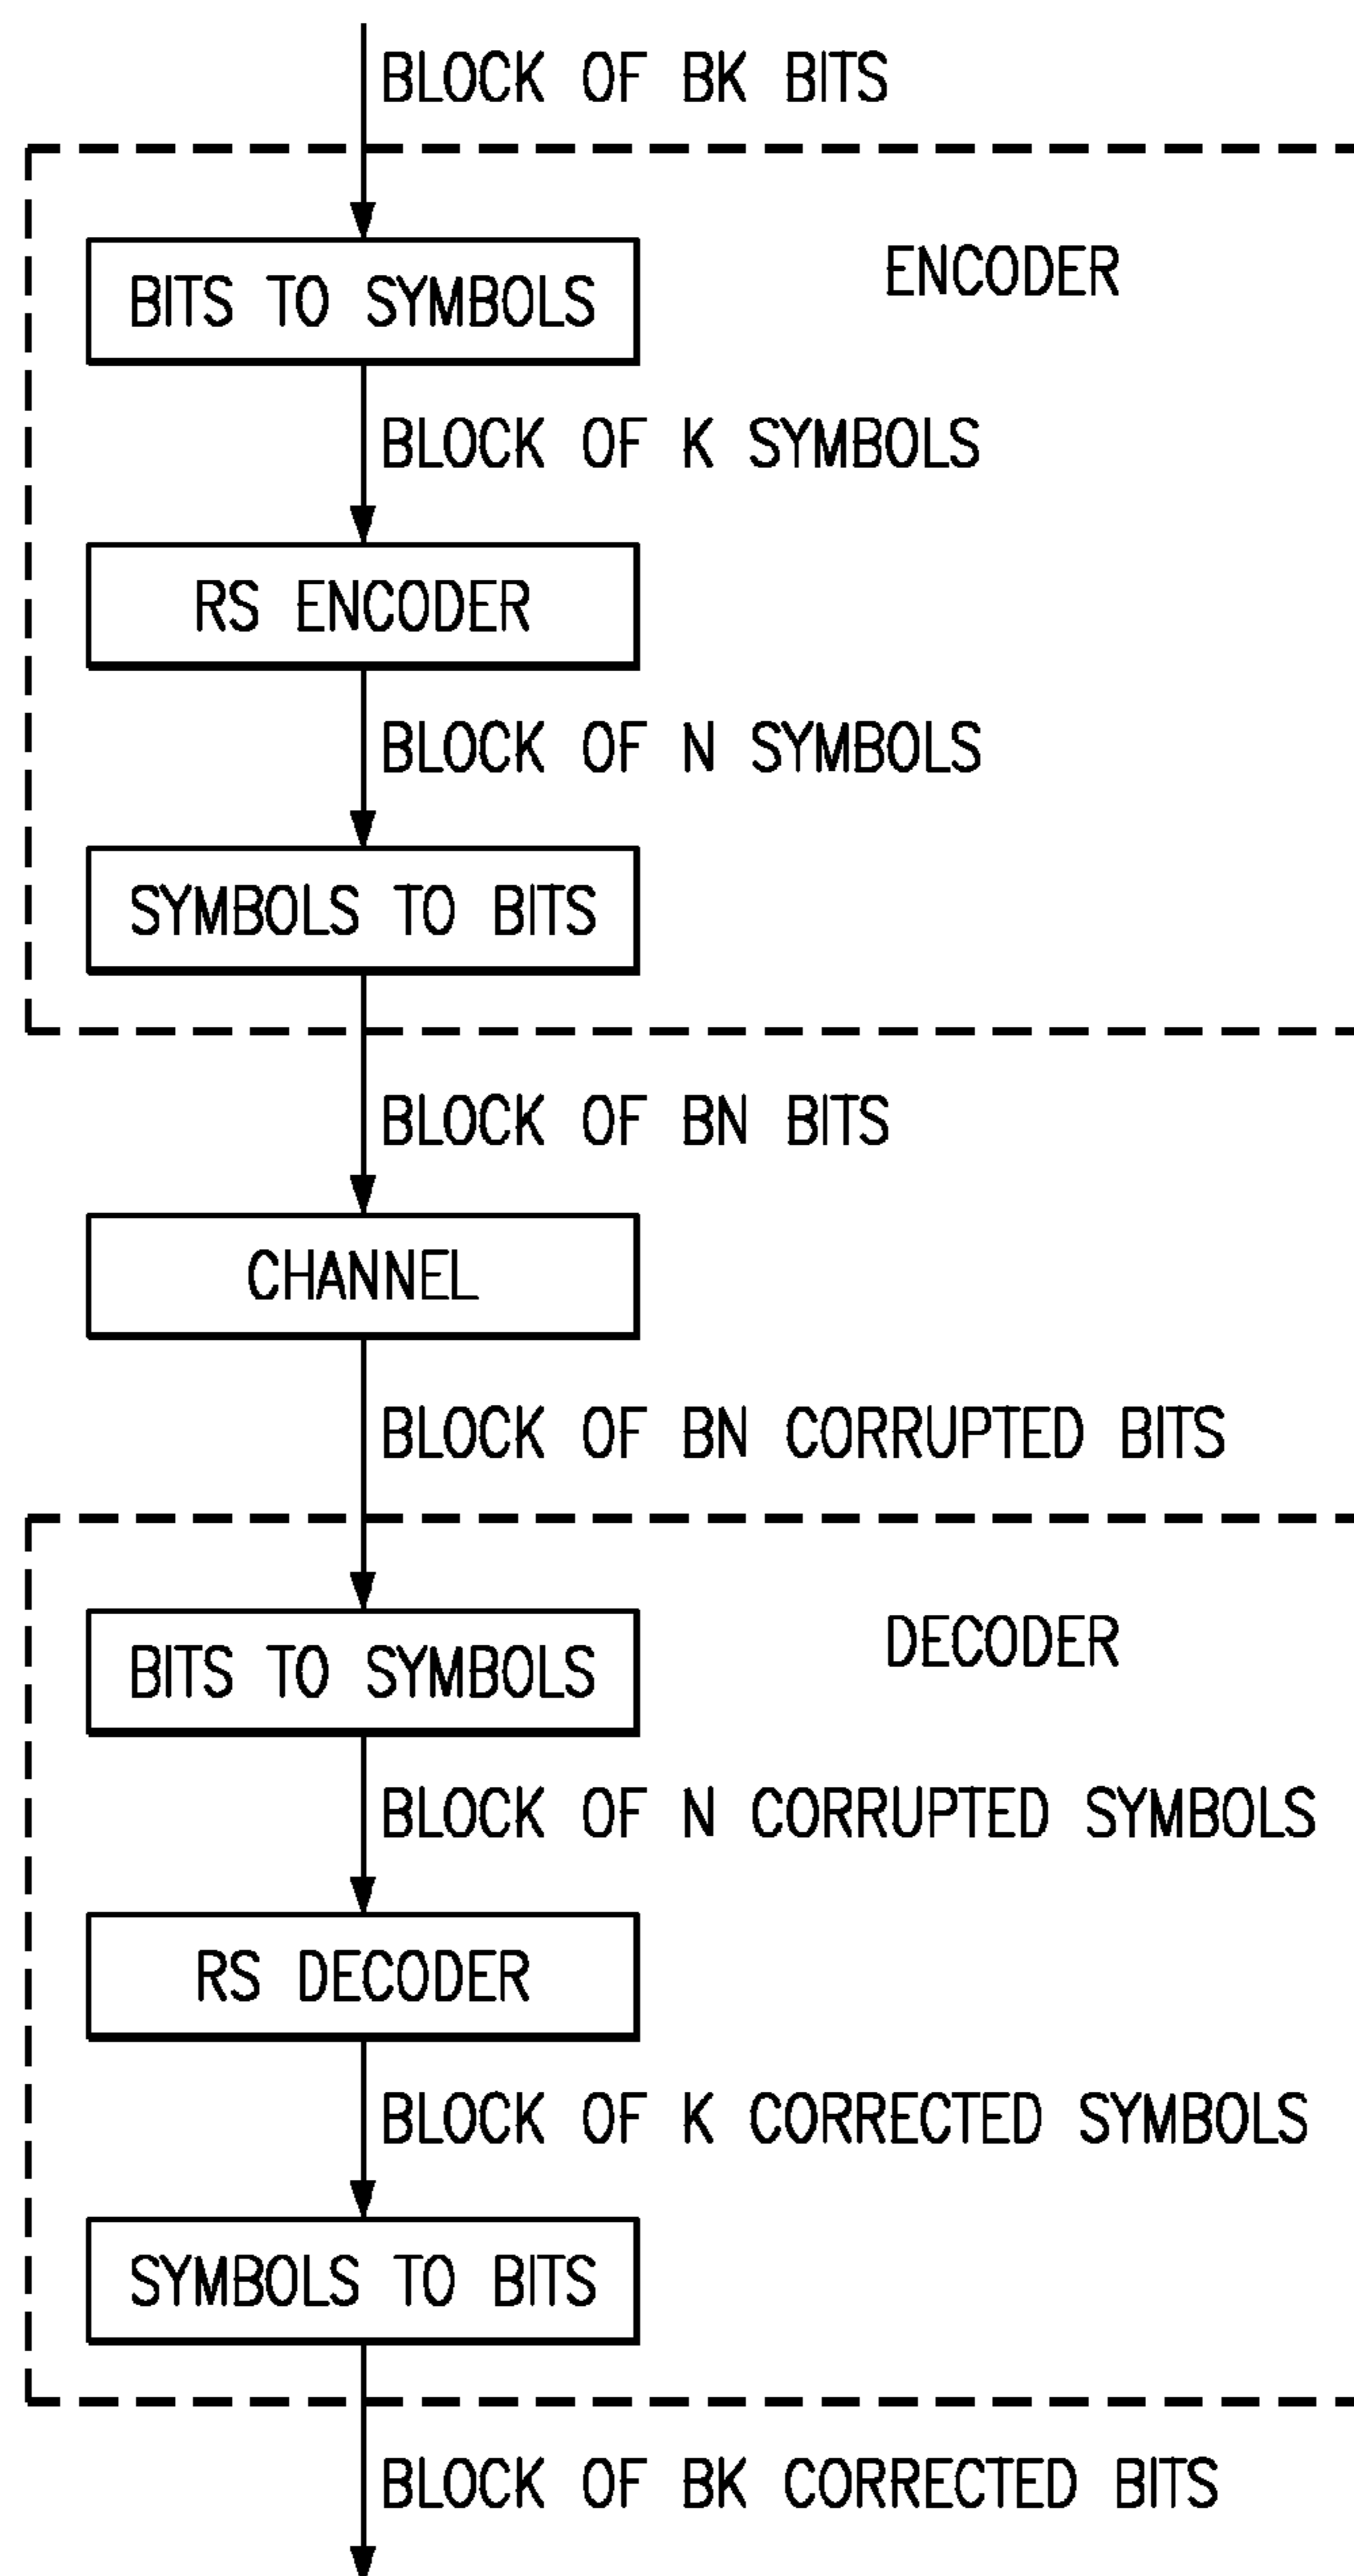 BLOCK OF BK BITS
ENCODER
BITS TO SYMBOLS
BLOCK OF K SYMBOLS
RS ENCODER
BLOCK OF N SYMBOLS
SYMBOLS TO BITS
BLOCK OF BN BITS
CHANNEL
BLOCK OF BN CORRUPTED BITS
DECODER
BITS TO SYMBOLS
BLOCK OF N CORRUPTED SYMBOLS
RS DECODER
BLOCK OF K CORRECTED SYMBOLS
SYMBOLS TO BITS
BLOCK OF BK CORRECTED BITS